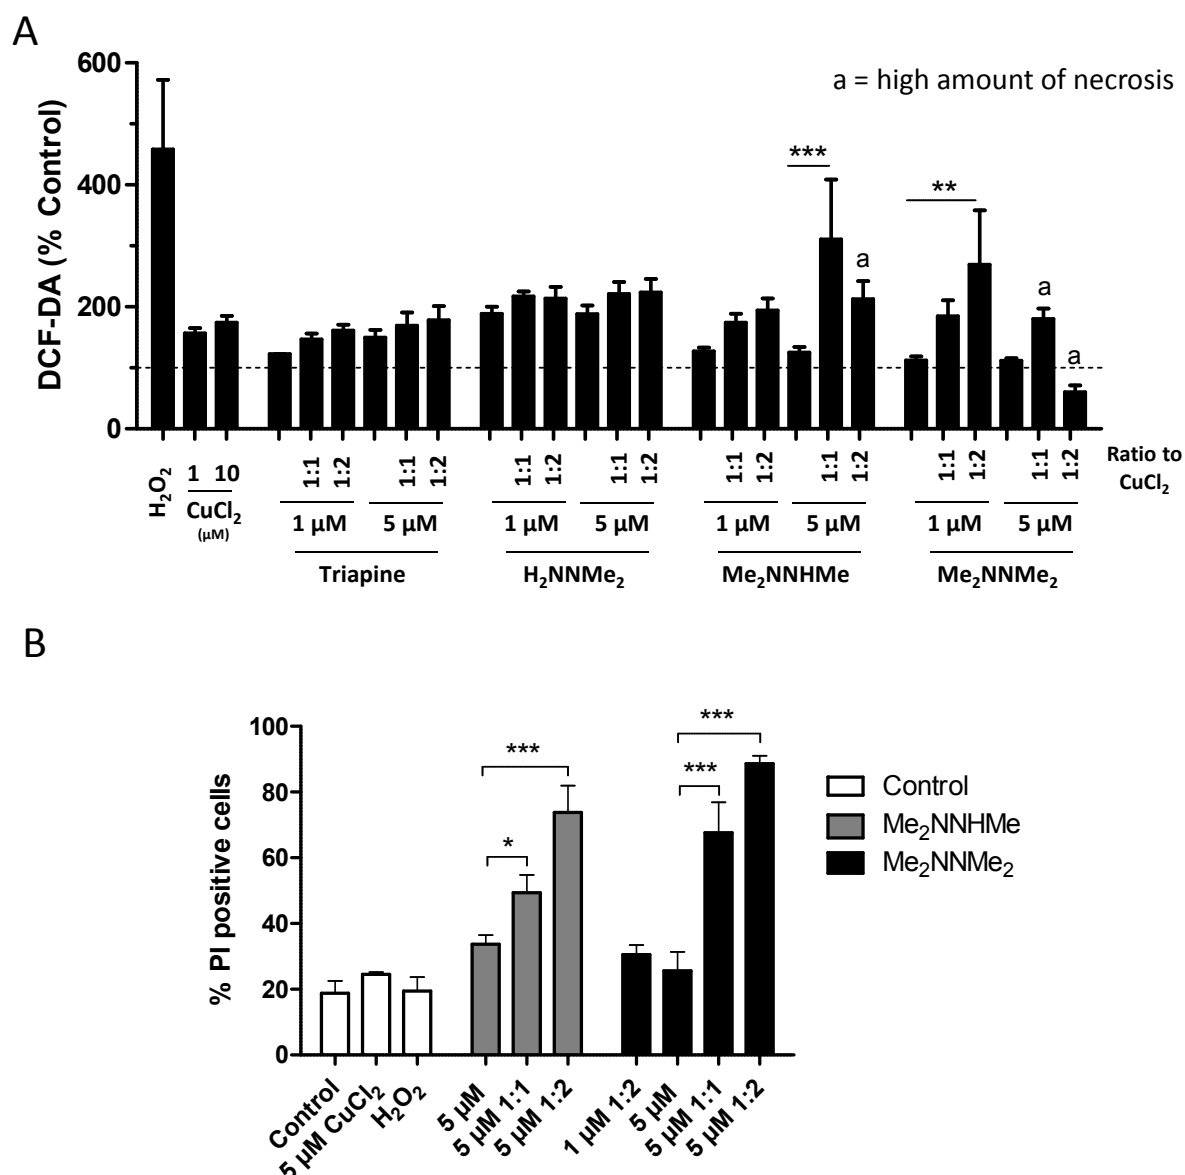 A
600
400
200
0
DCF-DA (% Control)
a = high amount of necrosis
***
**
a
a
a
H₂O₂
1 10
CuCl₂
(µM)
1:1 1:2 1:1 1:2 1:1 1:2 1:1 1:2 1:1 1:2 1:1 1:2 1:1 1:2 1:1 1:2
Ratio to
CuCl₂
1 µM 5 µM 1 µM 5 µM 1 µM 5 µM 1 µM 5 µM
Triapine H₂NNMe₂ Me₂NNHMe Me₂NNMe₂
B
100
80
60
40
20
0
% PI positive cells
***
*
***
***
Control
Me₂NNHMe
Me₂NNMe₂
Control
5 µM CuCl₂
H₂O₂
5 µM
5 µM 1:1
5 µM 1:2
1 µM 1:2
5 µM
5 µM 1:1
5 µM 1:2